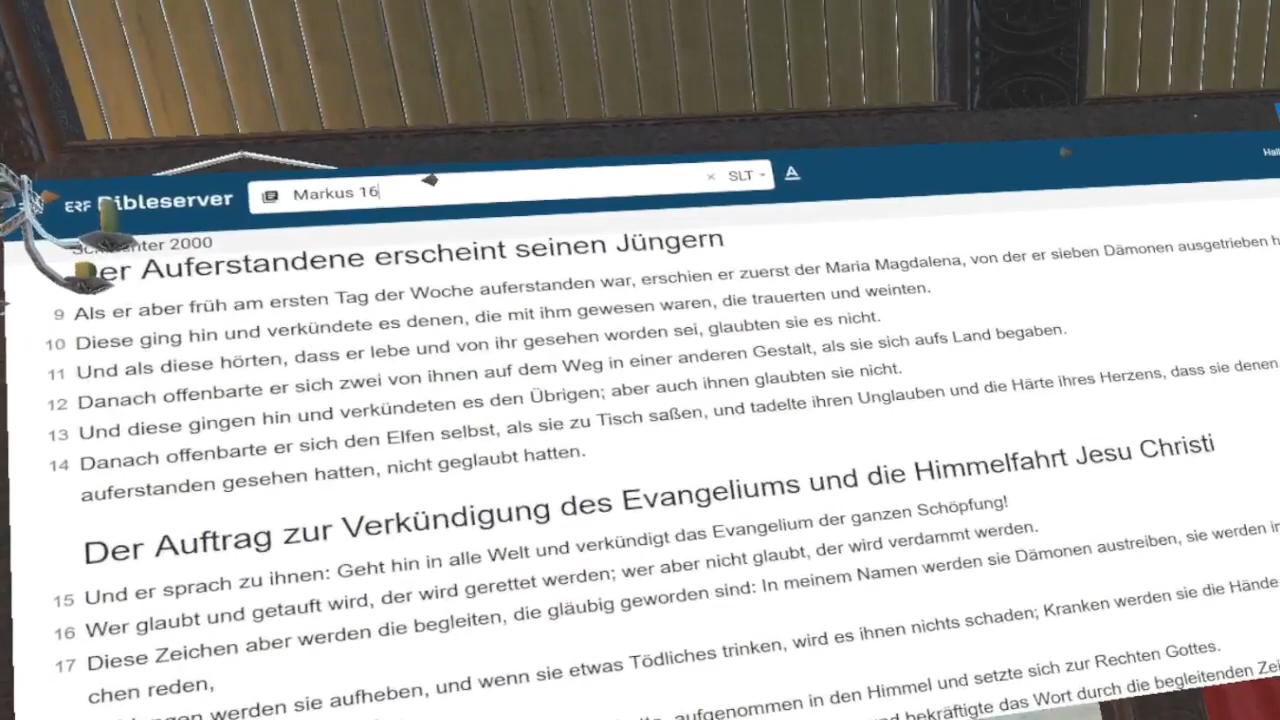 ERF Bibleserver
Markus 16
× SLT
A
Hall
2000
Der Auferstandene erscheint seinen Jüngern
9 Als er aber früh am ersten Tag der Woche auferstanden war, erschien er zuerst der Maria Magdalena, von der er sieben Dämonen ausgetrieben h
10 Diese ging hin und verkündete es denen, die mit ihm gewesen waren, die trauerten und weinten.
11 Und als diese hörten, dass er lebe und von ihr gesehen worden sei, glaubten sie es nicht.
12 Danach offenbarte er sich zwei von ihnen auf dem Weg in einer anderen Gestalt, als sie sich aufs Land begaben.
13 Und diese gingen hin und verkündeten es den Übrigen; aber auch ihnen glaubten sie nicht.
14 Danach offenbarte er sich den Elfen selbst, als sie zu Tisch saßen, und tadelte ihren Unglauben und die Härte ihres Herzens, dass sie denen
auferstanden gesehen hatten, nicht geglaubt hatten.
Der Auftrag zur Verkündigung des Evangeliums und die Himmelfahrt Jesu Christi
15 Und er sprach zu ihnen: Geht hin in alle Welt und verkündigt das Evangelium der ganzen Schöpfung!
16 Wer glaubt und getauft wird, der wird gerettet werden; wer aber nicht glaubt, der wird verdammt werden.
17 Diese Zeichen aber werden die begleiten, die gläubig geworden sind: In meinem Namen werden sie Dämonen austreiben, sie werden in
chen reden,
werden sie aufheben, und wenn sie etwas Tödliches trinken, wird es ihnen nichts schaden; Kranken werden sie die Hände
aufgenommen in den Himmel und setzte sich zur Rechten Gottes.
bekräftigte das Wort durch die begleitenden Zei